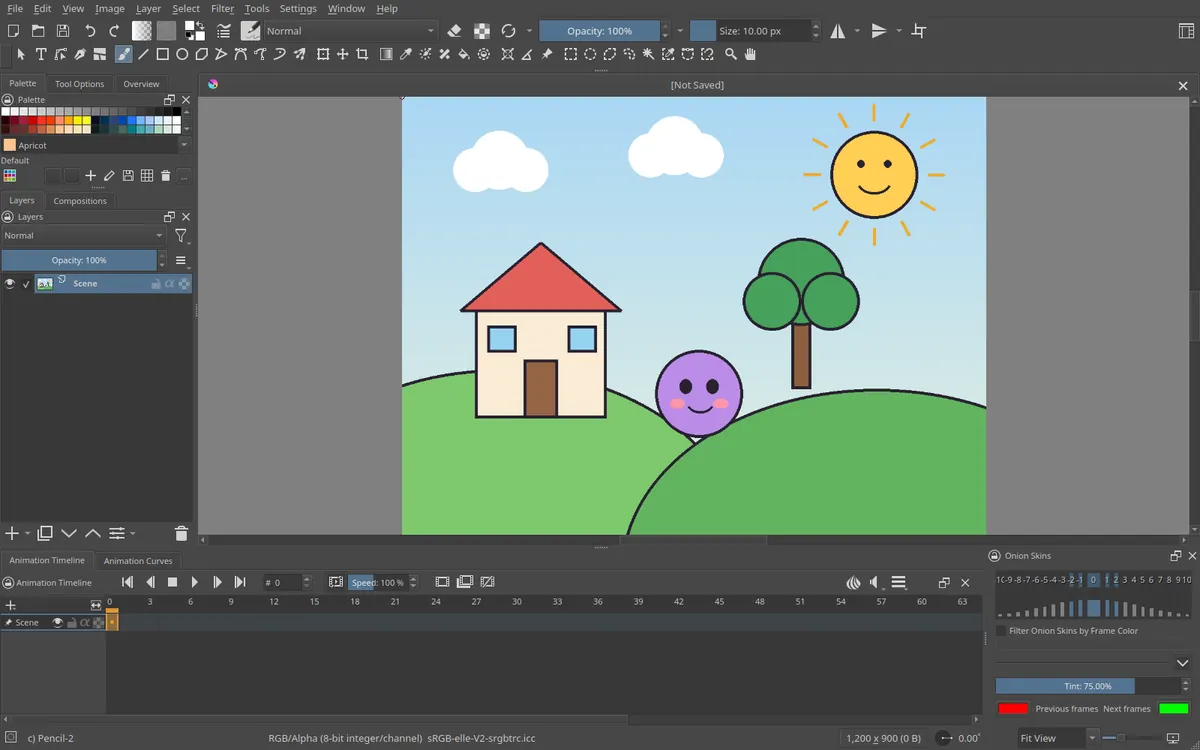 File Edit View Image Layer Select Filter Tools Settings Window Help
Normal Opacity: 100% Size: 10.00 px
Palette Tool Options Overview [Not Saved]
Palette
Apricot
Default
...
Layers Compositions
Layers
Normal
Opacity: 100%
Scene
Animation Timeline Animation Curves Onion Skins
Animation Timeline # 0 Speed: 100 %
-9 -8 -7 -6 -5 -4 -3 -2 -1 0 1 2 3 4 5 6 7 8 9 10
0 3 6 9 12 15 18 21 24 27 30 33 36 39 42 45 48 51 54 57 60 63
Scene
Filter Onion Skins by Frame Color
Tint: 75.00%
Previous frames Next frames
c) Pencil-2 RGB/Alpha (8-bit integer/channel) sRGB-elle-V2-srgbtrc.icc 1,200 x 900 (0 B) 0.00° Fit View